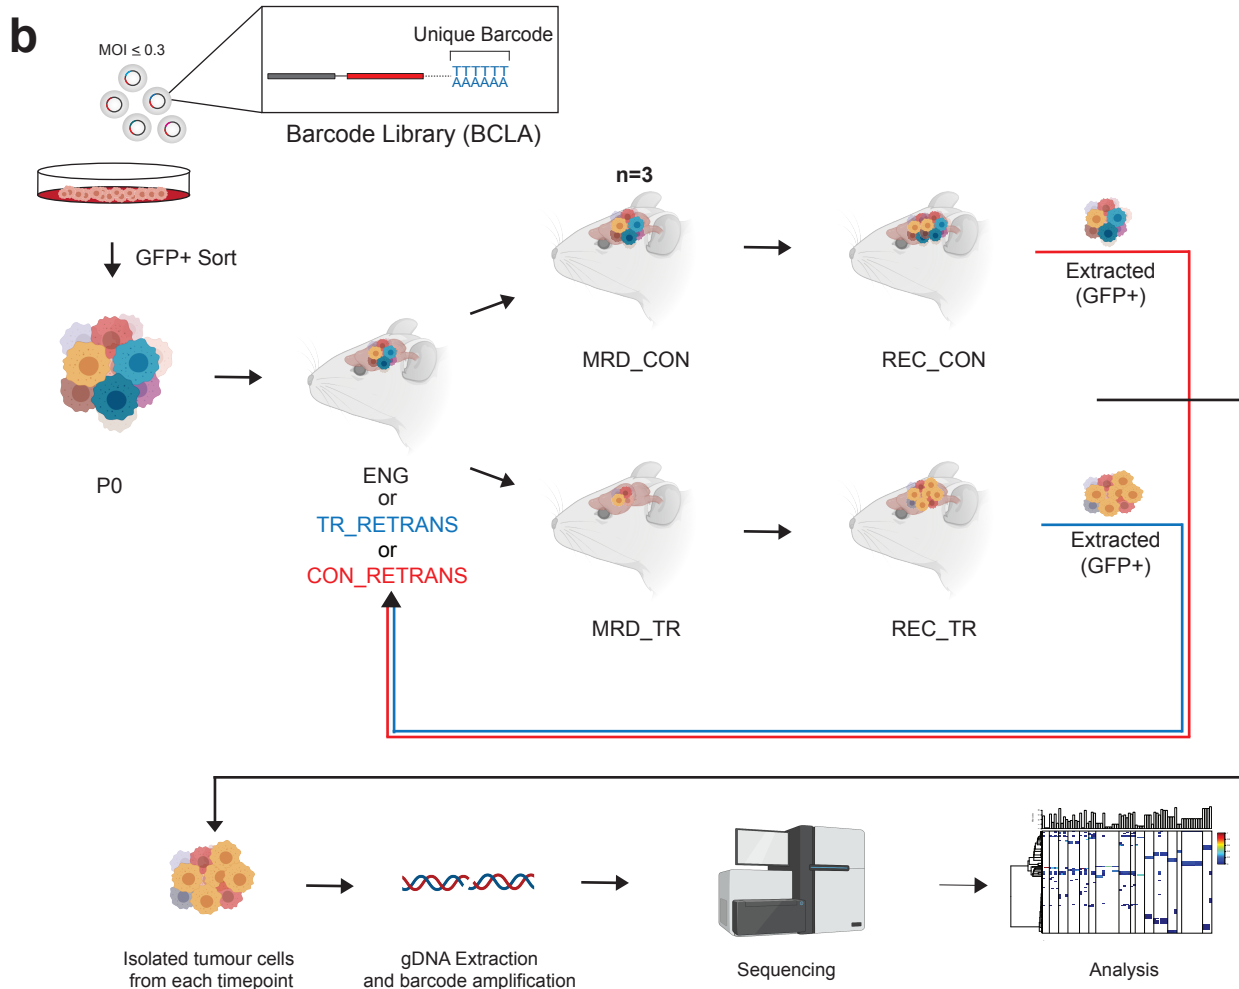 b
MOI ≤ 0.3
Unique Barcode
TTTTTT
AAAAAA
Barcode Library (BCLA)
GFP+ Sort
n=3
P0
ENG
or
TR_RETRANS
or
CON_RETRANS
MRD_CON
REC_CON
Extracted
(GFP+)
MRD_TR
REC_TR
Extracted
(GFP+)
Isolated tumour cells
from each timepoint
gDNA Extraction
and barcode amplification
Sequencing
Analysis